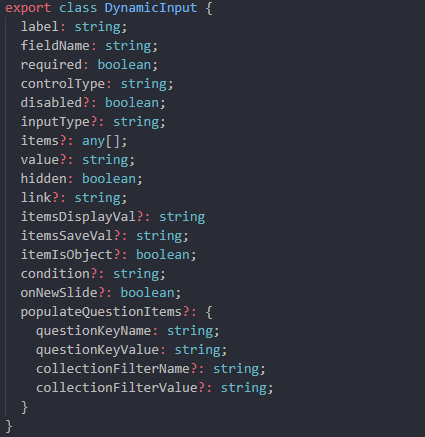 export class DynamicInput {
label: string;
fieldName: string;
required: boolean;
controlType: string;
disabled?: boolean;
inputType?: string;
items?: any[];
value?: string;
hidden: boolean;
link?: string;
itemsDisplayVal?: string
itemsSaveVal?: string;
itemIsObject?: boolean;
condition?: string;
onNewSlide?: boolean;
populateQuestionItems?: {
questionKeyName: string;
questionKeyValue: string;
collectionFilterName?: string;
collectionFilterValue?: string;
}
}